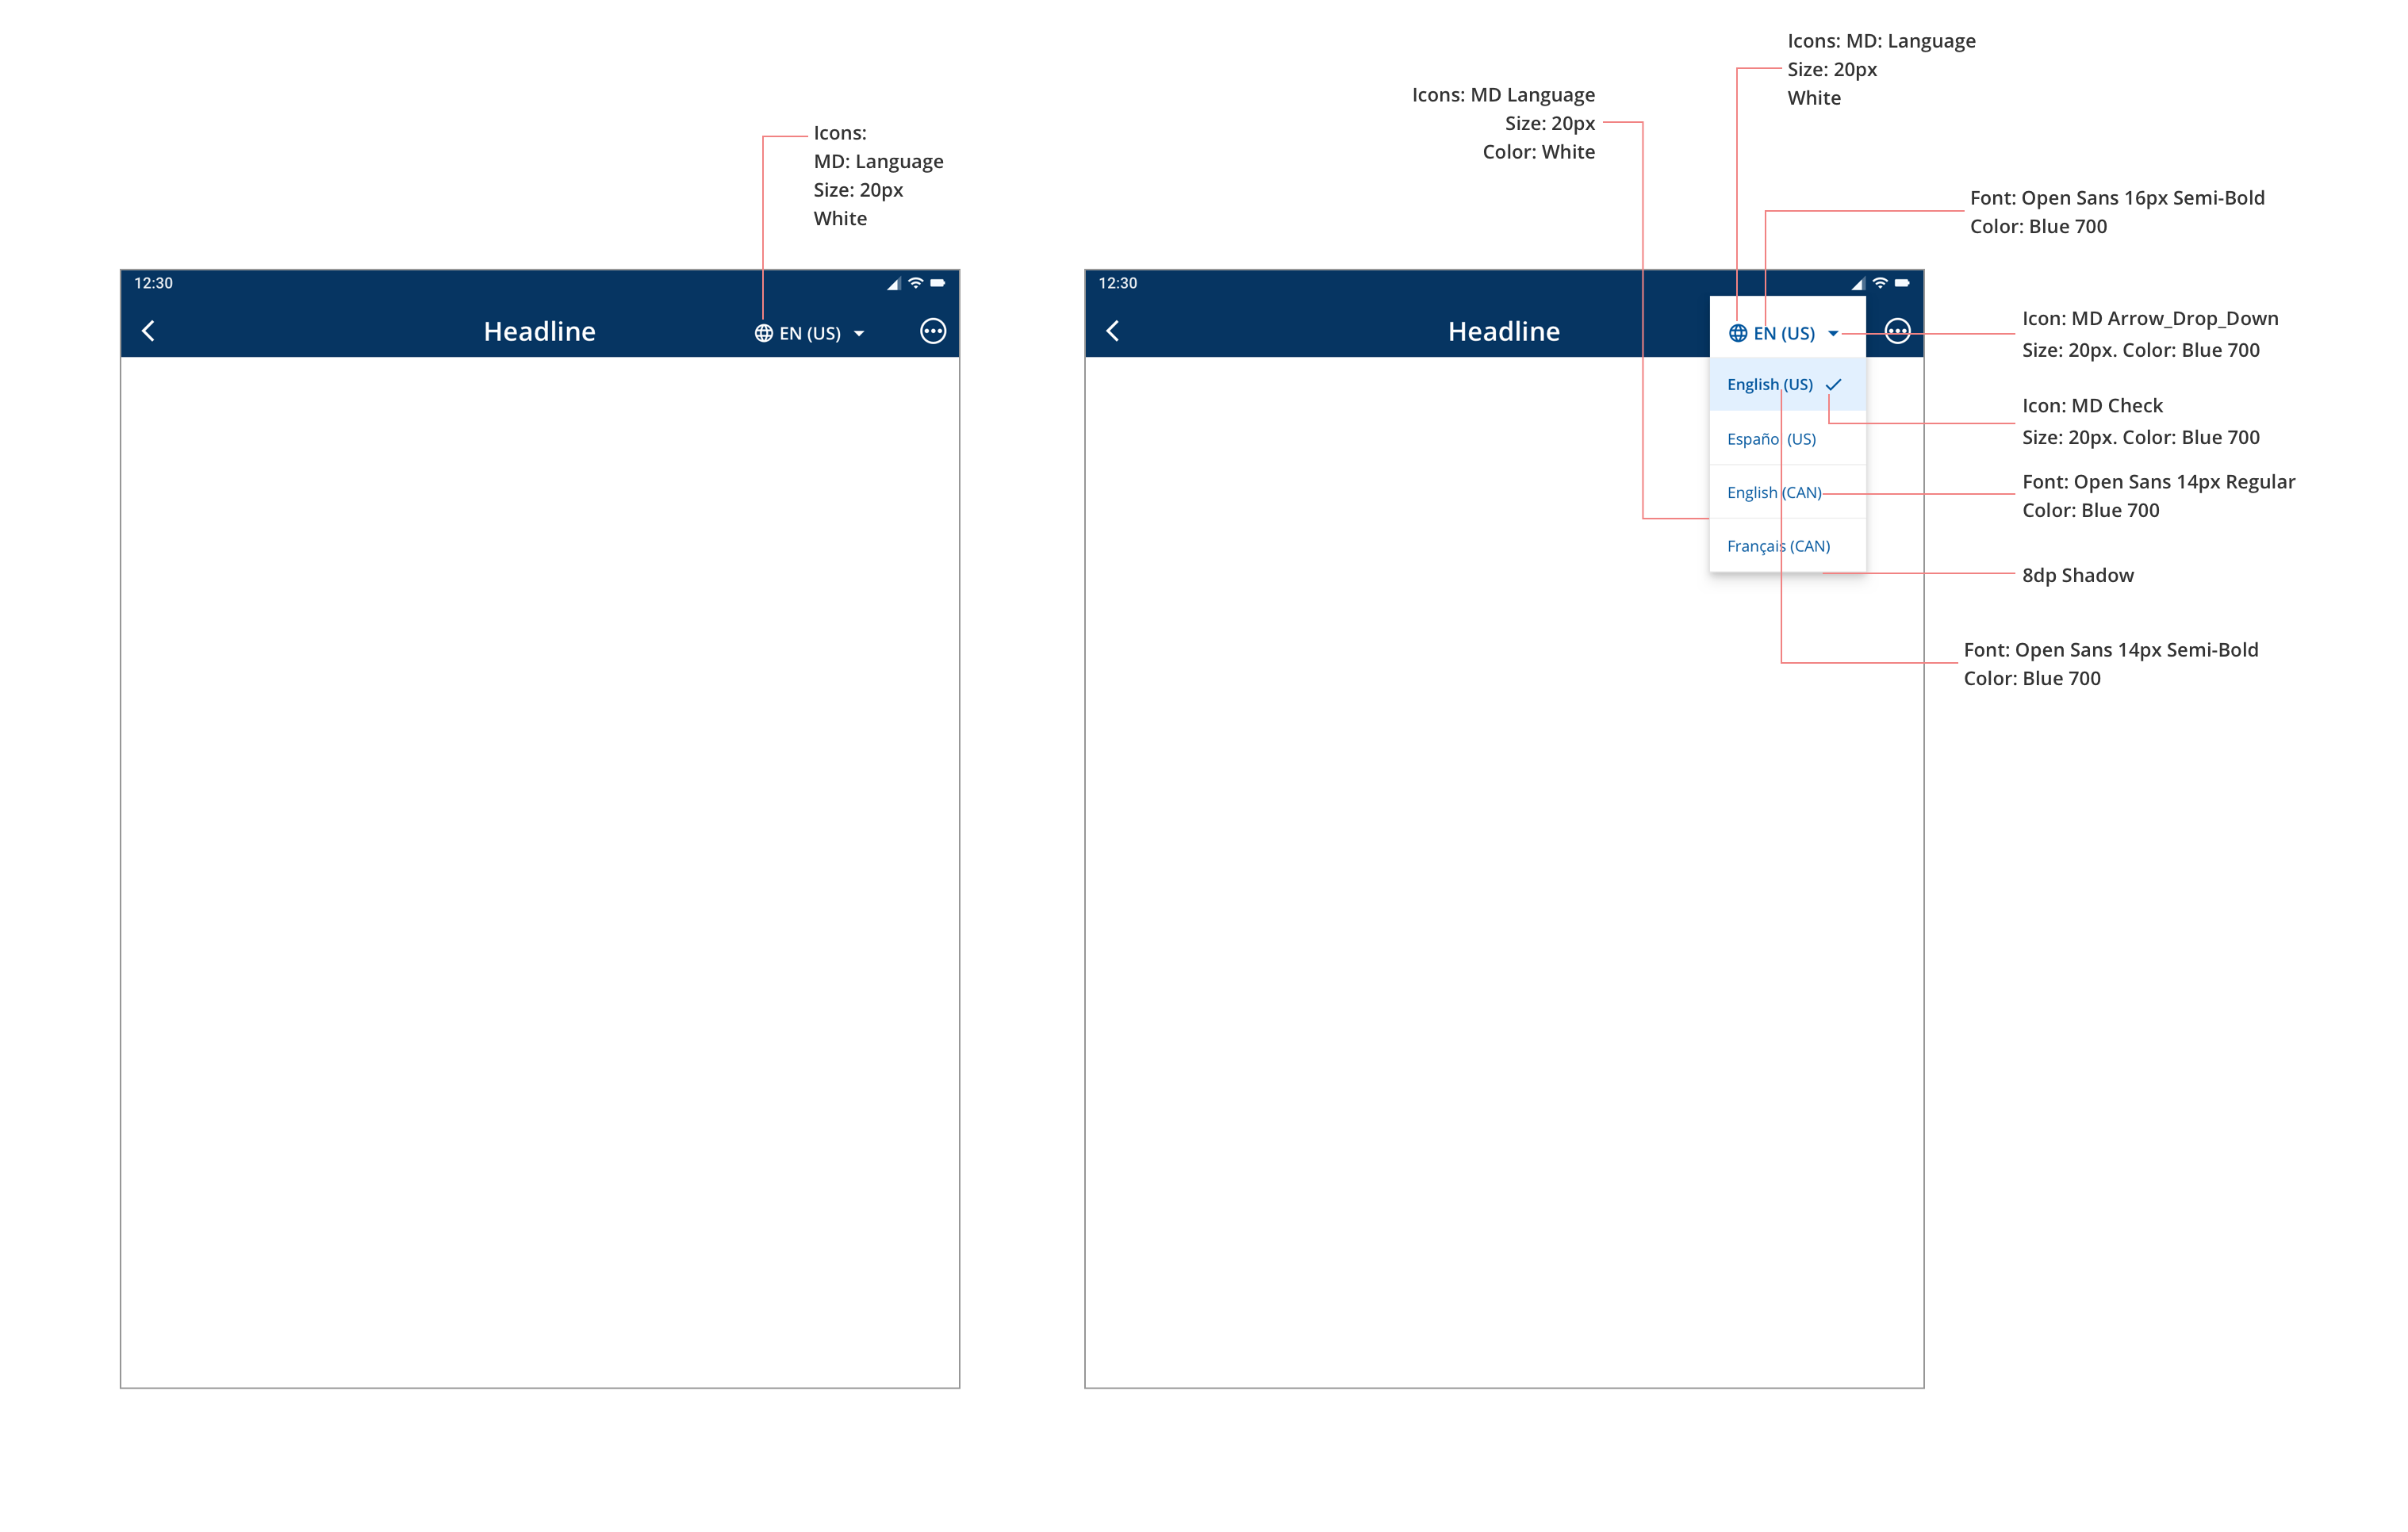 Icons: MD: Language
Size: 20px
White
Icons: MD Language
Size: 20px
Color: White
Icons:
MD: Language
Size: 20px
White
Font: Open Sans 16px Semi-Bold
Color: Blue 700
12:30
Headline
EN (US)
12:30
Headline
EN (US)
Icon: MD Arrow_Drop_Down
Size: 20px. Color: Blue 700
English (US)
Icon: MD Check
Size: 20px. Color: Blue 700
Español (US)
English (CAN)
Font: Open Sans 14px Regular
Color: Blue 700
Français (CAN)
8dp Shadow
Font: Open Sans 14px Semi-Bold
Color: Blue 700